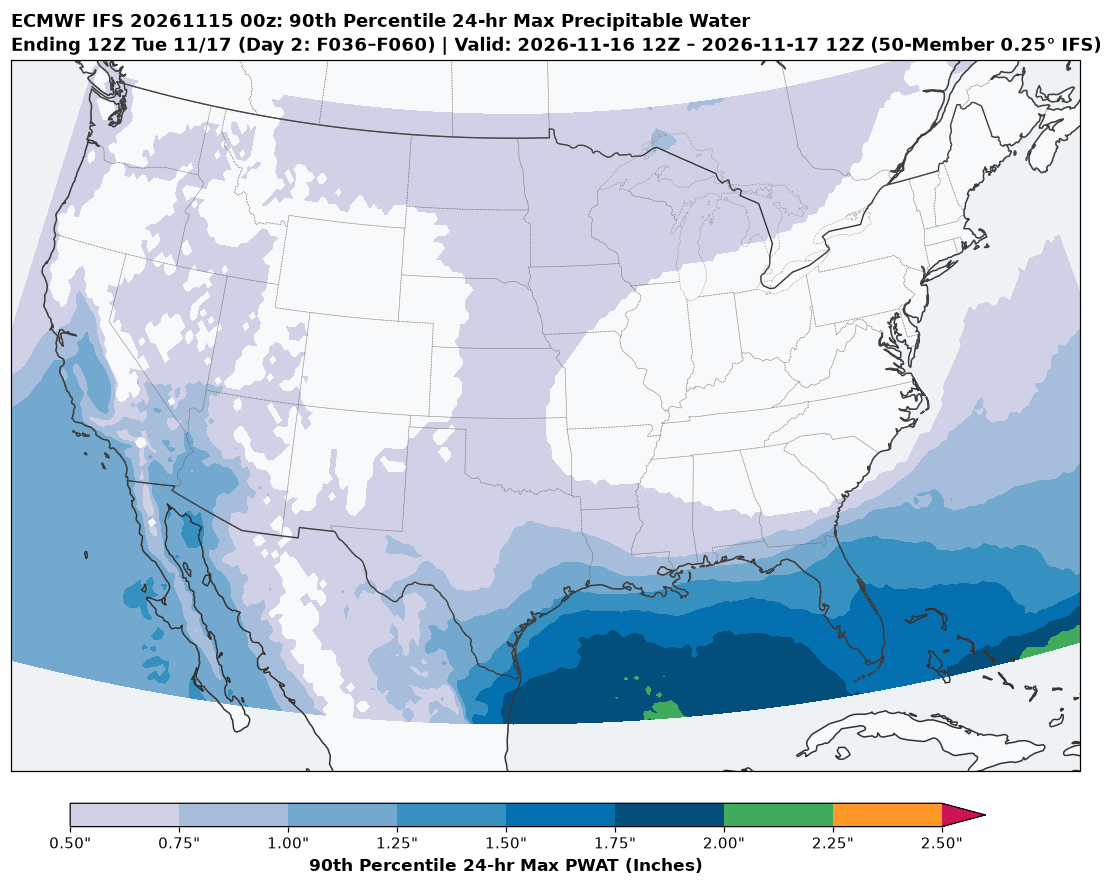 ECMWF IFS 20261115 00z: 90th Percentile 24-hr Max Precipitable Water
Ending 12Z Tue 11/17 (Day 2: F036–F060) | Valid: 2026-11-16 12Z – 2026-11-17 12Z (50-Member 0.25° IFS)
0.50" 0.75" 1.00" 1.25" 1.50" 1.75" 2.00" 2.25" 2.50"
90th Percentile 24-hr Max PWAT (Inches)